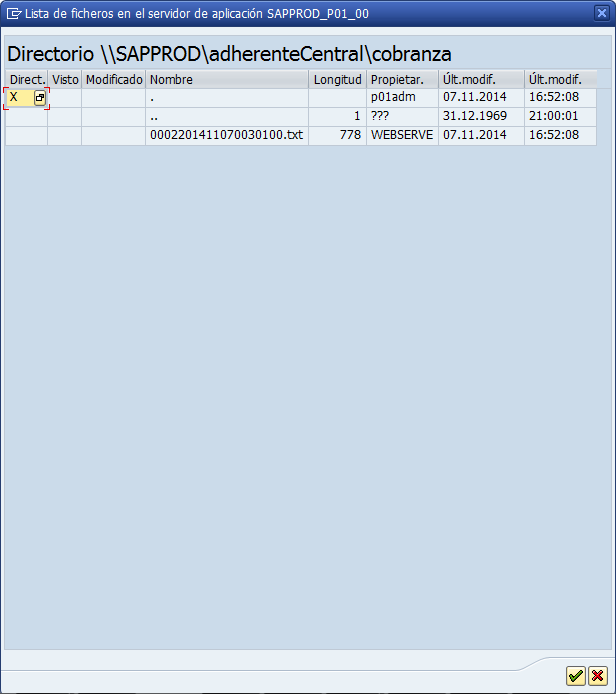 Lista de ficheros en el servidor de aplicación SAPPROD_P01_00
Directorio \\SAPPROD\adherenteCentral\cobranza
Direct. Visto Modificado Nombre Longitud Propietar. Últ.modif. Últ.modif.
X . p01adm 07.11.2014 16:52:08
.. 1 ??? 31.12.1969 21:00:01
0002201411070030100.txt 778 WEBSERVE 07.11.2014 16:52:08